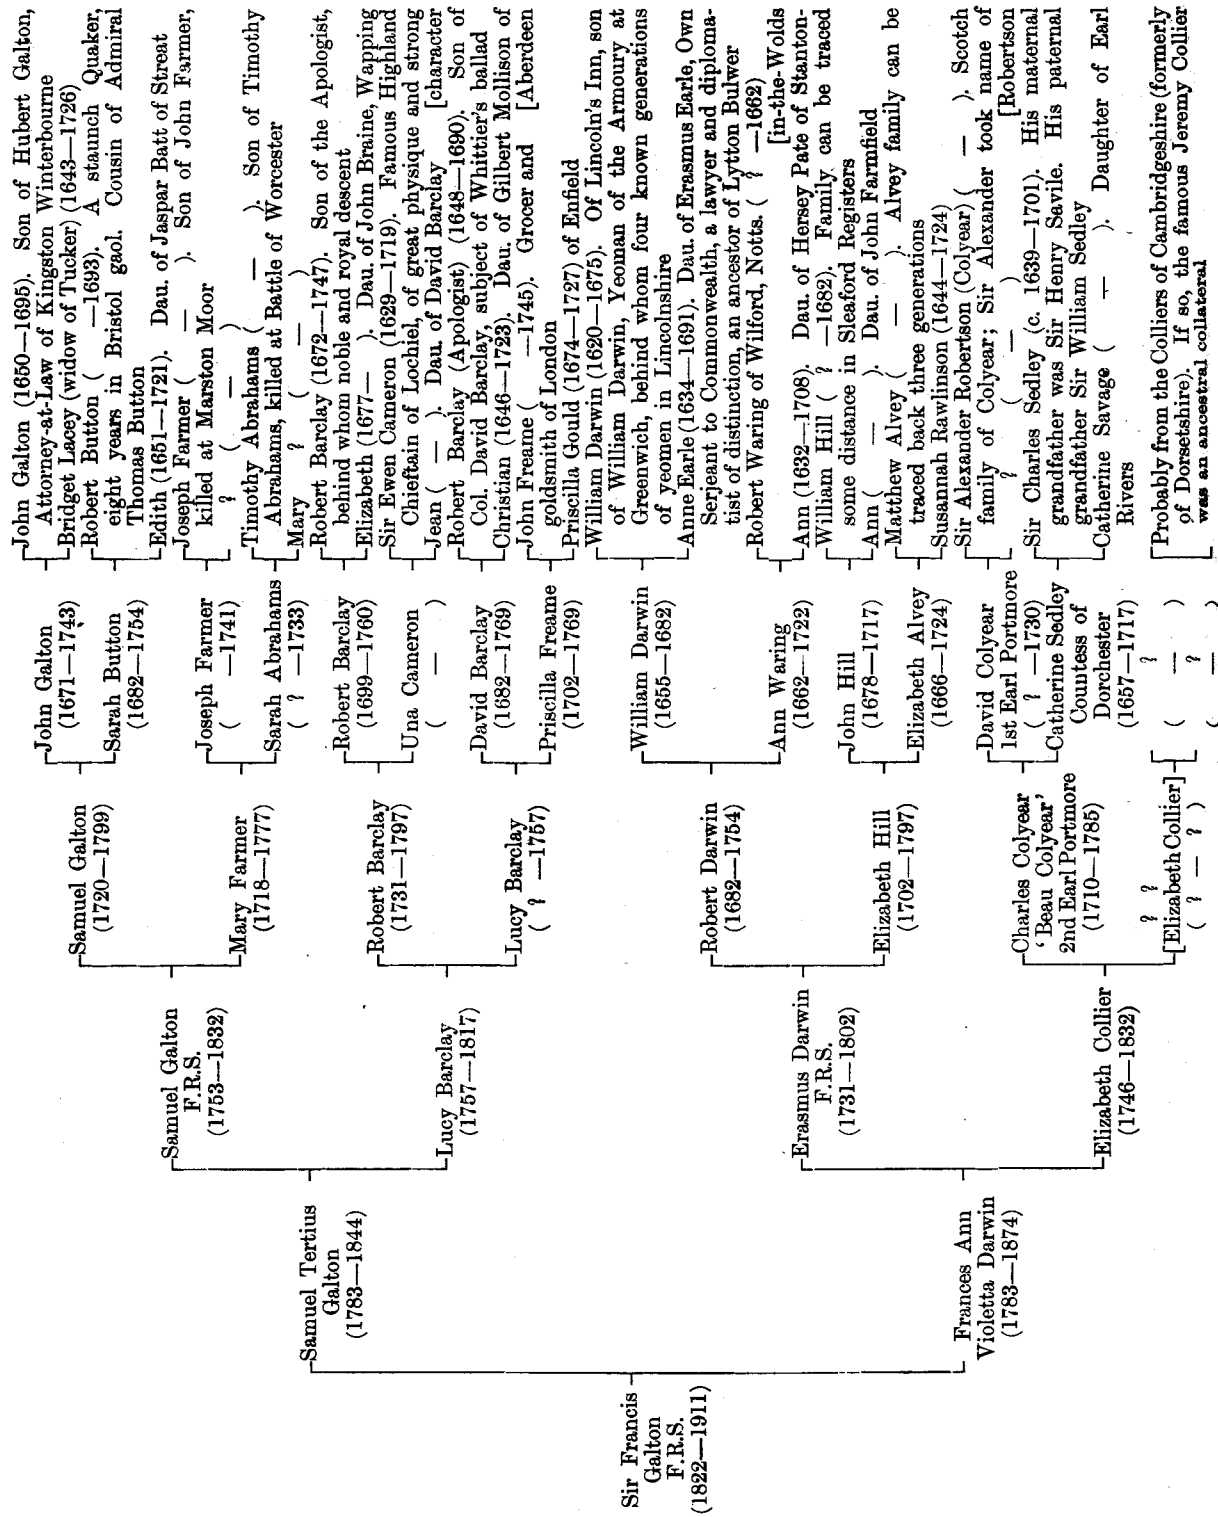 Sir Francis
Galton
F.R.S.
(1822—1911)
Samuel Tertius
Galton
(1783—1844)
Frances Ann
Violetta Darwin
(1783—1874)
Samuel Galton
F.R.S.
(1753—1832)
Lucy Barclay
(1757—1817)
Erasmus Darwin
F.R.S.
(1731—1802)
Elizabeth Collier
(1746—1832)
Samuel Galton
(1720—1799)
Mary Farmer
(1718—1777)
Robert Barclay
(1731—1797)
Lucy Barclay
( ? —1757)
Robert Darwin
(1682—1754)
Elizabeth Hill
(1702—1797)
Charles Colyear
‘Beau Colyear’
2nd Earl Portmore
(1710—1785)
? ?
[Elizabeth Collier]
( ? — ? )
John Galton
(1671—1743)
Sarah Button
(1682—1754)
Joseph Farmer
( —1741)
Sarah Abrahams
( ? —1733)
Robert Barclay
(1699—1760)
Una Cameron
( — )
David Barclay
(1682—1769)
Priscilla Freame
(1702—1769)
William Darwin
(1655—1682)
Ann Waring
(1662—1722)
John Hill
(1678—1717)
Elizabeth Alvey
(1666—1724)
David Colyear
1st Earl Portmore
( ? —1730)
Catherine Sedley
Countess of
Dorchester
(1657—1717)
?
( — )
?
( — )
John Galton (1650—1695). Son of Hubert Galton,
Attorney-at-Law of Kingston Winterbourne
Bridget Lacey (widow of Tucker) (1643—1726)
Robert Button ( —1693). A staunch Quaker,
eight years in Bristol gaol. Cousin of Admiral
Thomas Button
Edith (1651—1721). Dau. of Jaspar Batt of Streat
Joseph Farmer ( — ). Son of John Farmer,
killed at Marston Moor
? ( — )
Timothy Abrahams ( — ). Son of Timothy
Abrahams, killed at Battle of Worcester
Mary ? ( — )
Robert Barclay (1672—1747). Son of the Apologist,
behind whom noble and royal descent
Elizabeth (1677— ). Dau. of John Braine, Wapping
Sir Ewen Cameron (1629—1719). Famous Highland
Chieftain of Lochiel, of great physique and strong
Jean ( — ). Dau. of David Barclay [character
Robert Barclay (Apologist) (1648—1690). Son of
Col. David Barclay, subject of Whittier's ballad
Christian (1646—1723). Dau. of Gilbert Mollison of
John Freame ( —1745). Grocer and [Aberdeen
goldsmith of London
Priscilla Gould (1674—1727) of Enfield
William Darwin (1620—1675). Of Lincoln's Inn, son
of William Darwin, Yeoman of the Armoury at
Greenwich, behind whom four known generations
of yeomen in Lincolnshire
Anne Earle (1634—1691). Dau. of Erasmus Earle, Own
Serjeant to Commonwealth, a lawyer and diploma-
tist of distinction, an ancestor of Lytton Bulwer
Robert Waring of Wilford, Notts. ( ? —1662)
[in-the-Wolds
Ann (1632—1708). Dau. of Hersey Pate of Stanton-
William Hill ( ? —1682). Family can be traced
some distance in Sleaford Registers
Ann ( — ). Dau. of John Farmfield
Matthew Alvey ( — ). Alvey family can be
traced back three generations
Susannah Rawlinson (1644—1724)
Sir Alexander Robertson (Colyear) ( — ). Scotch
family of Colyear; Sir Alexander took name of
? ( — ) [Robertson
Sir Charles Sedley (c. 1639—1701). His maternal
grandfather was Sir Henry Savile. His paternal
grandfather Sir William Sedley
Catherine Savage ( — ). Daughter of Earl
Rivers
Probably from the Colliers of Cambridgeshire (formerly
of Dorsetshire). If so, the famous Jeremy Collier
was an ancestral collateral